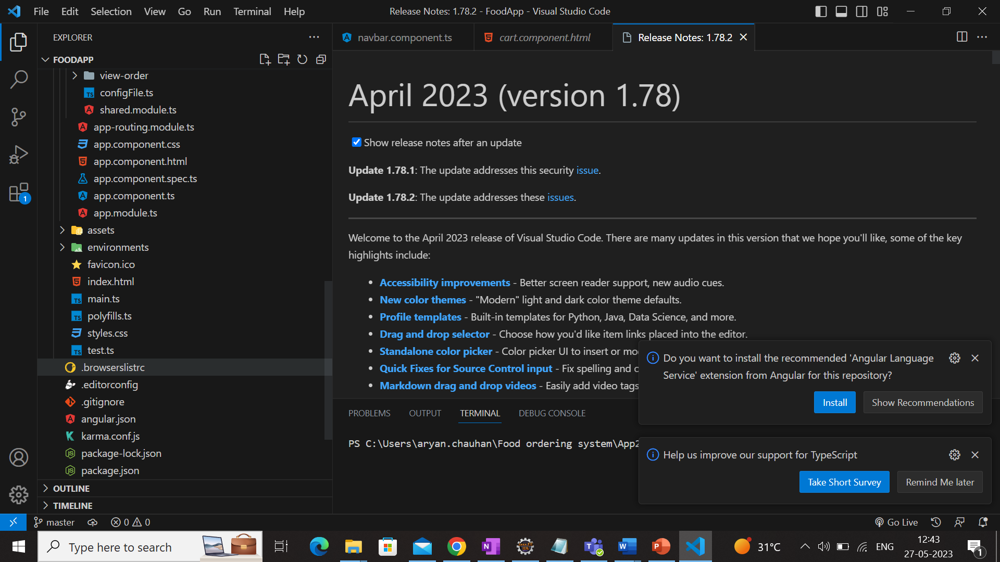 File Edit Selection View Go Run Terminal Help
Release Notes: 1.78.2 - FoodApp - Visual Studio Code
EXPLORER
FOODAPP
view-order
configFile.ts
shared.module.ts
app-routing.module.ts
app.component.css
app.component.html
app.component.spec.ts
app.component.ts
app.module.ts
assets
environments
favicon.ico
index.html
main.ts
polyfills.ts
styles.css
test.ts
.browserslistrc
.editorconfig
.gitignore
angular.json
karma.conf.js
package-lock.json
package.json
OUTLINE
TIMELINE
1
navbar.component.ts
cart.component.html
Release Notes: 1.78.2
April 2023 (version 1.78)
Show release notes after an update
Update 1.78.1: The update addresses this security issue.
Update 1.78.2: The update addresses these issues.
Welcome to the April 2023 release of Visual Studio Code. There are many updates in this version that we hope you'll like, some of the key
highlights include:
• Accessibility improvements - Better screen reader support, new audio cues.
• New color themes - "Modern" light and dark color theme defaults.
• Profile templates - Built-in templates for Python, Java, Data Science, and more.
• Drag and drop selector - Choose how you'd like item links placed into the editor.
• Standalone color picker - Color picker UI to insert or
• Quick Fixes for Source Control input - Fix spelling and
• Markdown drag and drop videos - Easily add video tags
Do you want to install the recommended 'Angular Language
Service' extension from Angular for this repository?
Install
Show Recommendations
PROBLEMS OUTPUT TERMINAL DEBUG CONSOLE
PS C:\Users\aryan.chauhan\Food ordering system\App2
Help us improve our support for TypeScript
Take Short Survey
Remind Me later
master
0 0
Go Live
Type here to search
31°C
ENG
12:43
27-05-2023
1